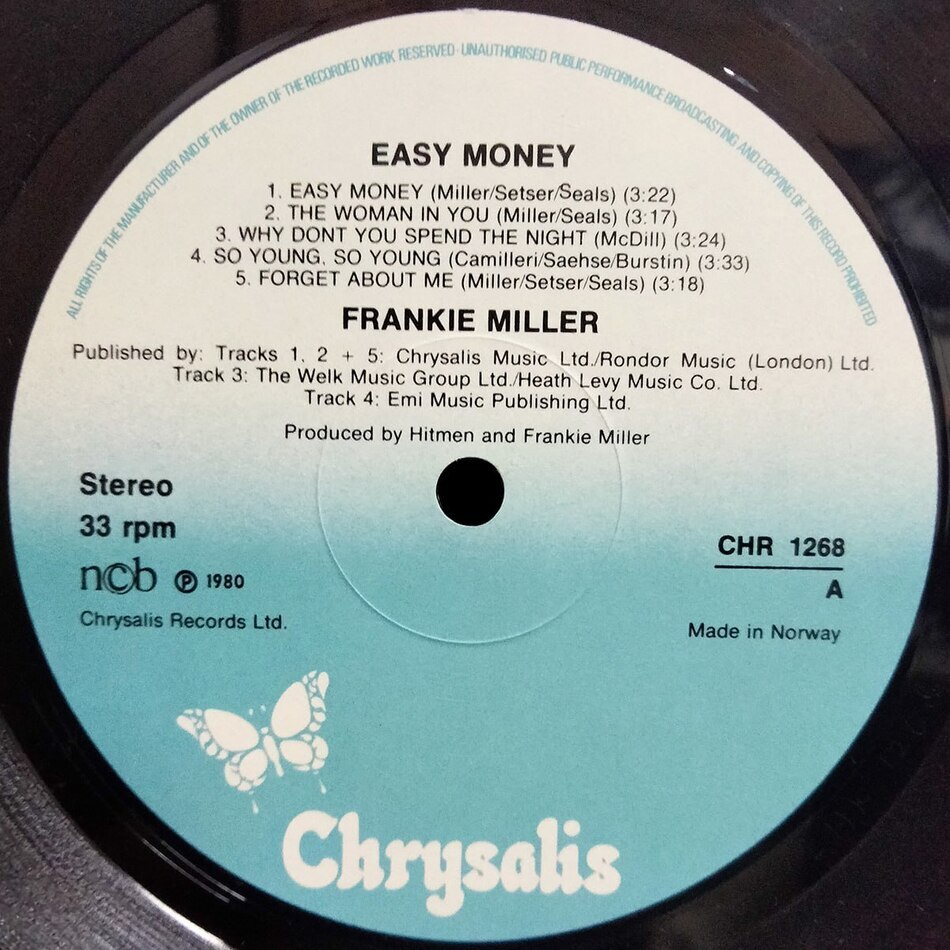 ALL RIGHTS OF THE MANUFACTURER AND OF THE OWNER OF THE RECORDED WORK RESERVED · UNAUTHORISED PUBLIC PERFORMANCE BROADCASTING AND COPYING OF THIS RECORD PROHIBITED
EASY MONEY
1. EASY MONEY (Miller/Setser/Seals) (3:22)
2. THE WOMAN IN YOU (Miller/Seals) (3:17)
3. WHY DONT YOU SPEND THE NIGHT (McDill) (3:24)
4. SO YOUNG, SO YOUNG (Camilleri/Saehse/Burstin) (3:33)
5. FORGET ABOUT ME (Miller/Setser/Seals) (3:18)
FRANKIE MILLER
Published by: Tracks 1, 2 + 5: Chrysalis Music Ltd./Rondor Music (London) Ltd.
Track 3: The Welk Music Group Ltd./Heath Levy Music Co. Ltd.
Track 4: Emi Music Publishing Ltd.
Produced by Hitmen and Frankie Miller
Stereo
33 rpm
n©b ℗ 1980
Chrysalis Records Ltd.
CHR 1268
A
Made in Norway
Chrysalis